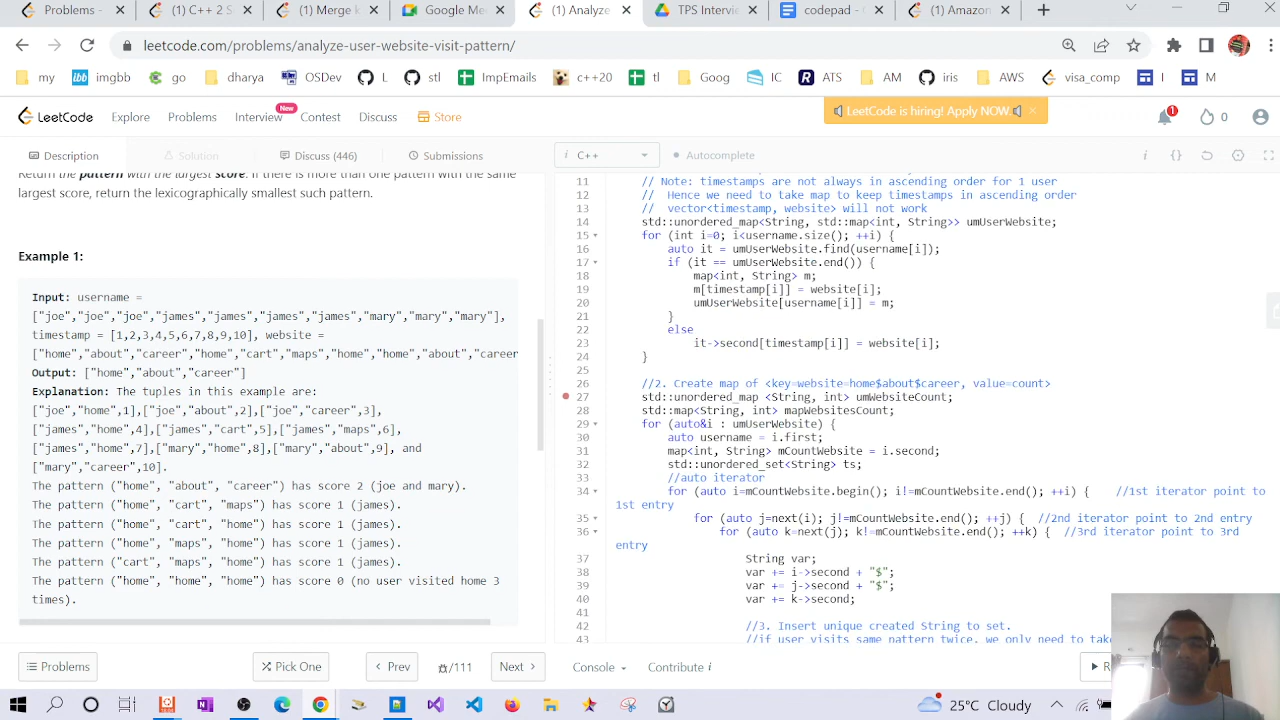 Problems -
(1) C++ 2 S
(1) Merge k
Google Me
(1) Analyze
TPS Intervie
codepad - G
(1) Amazon
leetcode.com/problems/analyze-user-website-visit-pattern/
my
imgbb
go
dharya
OSDev
L
stl
ImpEmails
c++20
tl
Goog
IC
ATS
AM
iris
AWS
visa_comp
I
M
LeetCode
Explore
Problems
Interview
New
Contest
Discuss
Store
LeetCode is hiring! Apply NOW.
1
0
Description
Solution
Discuss (446)
Submissions
i C++
Autocomplete
Return the pattern with the largest score. If there is more than one pattern with the same
largest score, return the lexicographically smallest such pattern.
Example 1:
Input: username =
["joe","joe","joe","james","james","james","james","mary","mary","mary"],
timestamp = [1,2,3,4,5,6,7,8,9,10], website =
["home","about","career","home","cart","maps","home","home","about","career
Output: ["home","about","career"]
Explanation: The tuples in this example are:
["joe","home",1],["joe","about",2],["joe","career",3],
["james","home",4],["james","cart",5],["james","maps",6],
["james","home",7],["mary","home",8],["mary","about",9], and
["mary","career",10].
The pattern ("home", "about", "career") has score 2 (joe and mary).
The pattern ("home", "cart", "maps") has score 1 (james).
The pattern ("home", "cart", "home") has score 1 (james).
The pattern ("home", "maps", "home") has score 1 (james).
The pattern ("cart", "maps", "home") has score 1 (james).
The pattern ("home", "home", "home") has score 0 (no user visited home 3
times).
11 // Note: timestamps are not always in ascending order for 1 user
12 // Hence we need to take map to keep timestamps in ascending order
13 // vector<timestamp, website> will not work
14 std::unordered_map<String, std::map<int, String>> umUserWebsite;
15 for (int i=0; i<username.size(); ++i) {
16 auto it = umUserWebsite.find(username[i]);
17 if (it == umUserWebsite.end()) {
18 map<int, String> m;
19 m[timestamp[i]] = website[i];
20 umUserWebsite[username[i]] = m;
21 }
22 else
23 it->second[timestamp[i]] = website[i];
24 }
25
26 //2. Create map of <key=website=home$about$career, value=count>
27 std::unordered_map <String, int> umWebsiteCount;
28 std::map<String, int> mapWebsitesCount;
29 for (auto&i : umUserWebsite) {
30 auto username = i.first;
31 map<int, String> mCountWebsite = i.second;
32 std::unordered_set<String> ts;
33 //auto iterator
34 for (auto i=mCountWebsite.begin(); i!=mCountWebsite.end(); ++i) { //1st iterator point to
1st entry
35 for (auto j=next(i); j!=mCountWebsite.end(); ++j) { //2nd iterator point to 2nd entry
36 for (auto k=next(j); k!=mCountWebsite.end(); ++k) { //3rd iterator point to 3rd
entry
37 String var;
38 var += i->second + "$";
39 var += j->second + "$";
40 var += k->second;
41
42 //3. Insert unique created String to set.
43 //if user visits same pattern twice, we only need to take
Problems
Pick One
Prev
/111
Next
Console
Contribute i
R
25°C Cloudy